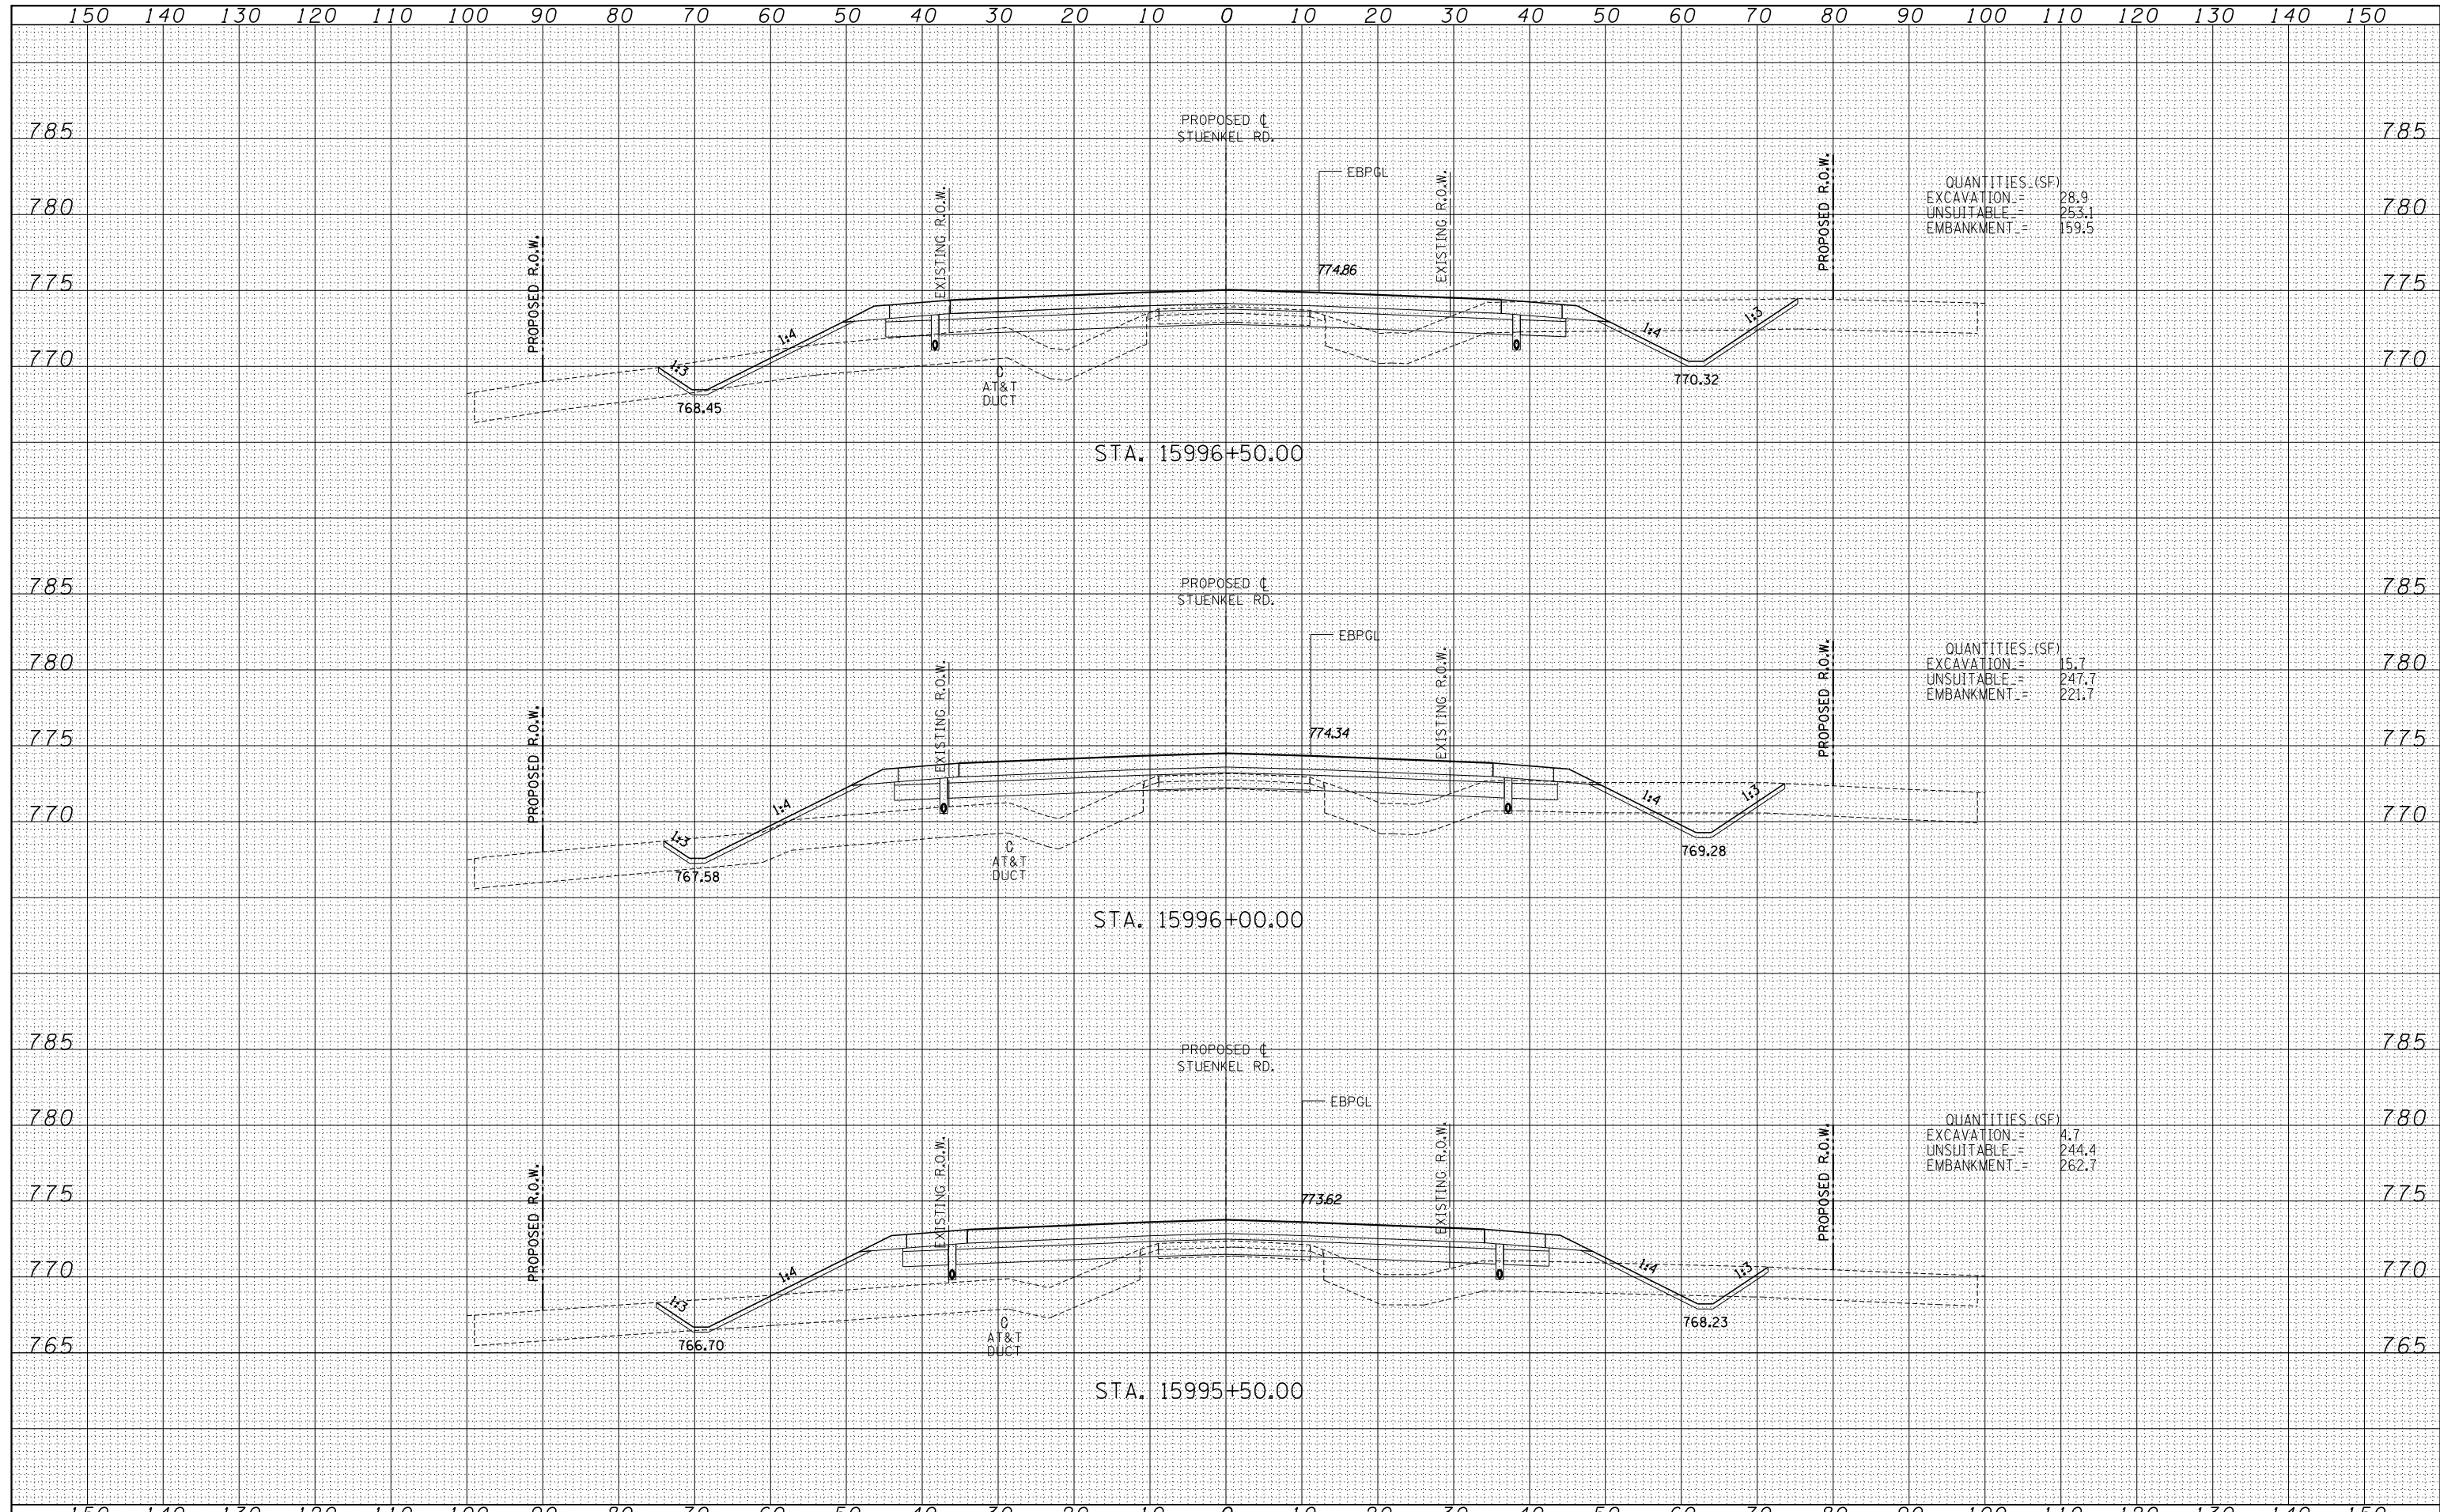 150 140 130 120 110 100 90 80 70 60 50 40 30 20 10 0 10 20 30 40 50 60 70 80 90 100 110 120 130 140 150
PROPOSED ℄
STUENKEL RD.
785 785
EBPGL
PROPOSED R.O.W.
EXISTING R.O.W.
EXISTING R.O.W.
PROPOSED R.O.W.
QUANTITIES (SF)
EXCAVATION = 28.9
UNSUITABLE = 253.1
EMBANKMENT = 159.5
780 780
774.86
775 775
1:3
1:4
1:4
1:3
770 770
AT&T
DUCT
768.45
770.32
STA. 15996+50.00
PROPOSED ℄
STUENKEL RD.
785 785
EBPGL
PROPOSED R.O.W.
EXISTING R.O.W.
EXISTING R.O.W.
PROPOSED R.O.W.
QUANTITIES (SF)
EXCAVATION = 15.7
UNSUITABLE = 247.7
EMBANKMENT = 221.7
780 780
774.34
775 775
1:3
1:4
1:4
1:3
770 770
AT&T
DUCT
767.58
769.28
STA. 15996+00.00
785 785
PROPOSED ℄
STUENKEL RD.
EBPGL
PROPOSED R.O.W.
EXISTING R.O.W.
EXISTING R.O.W.
PROPOSED R.O.W.
QUANTITIES (SF)
EXCAVATION = 4.7
UNSUITABLE = 244.4
EMBANKMENT = 262.7
780 780
773.62
775 775
1:3
1:4
1:4
1:3
770 770
AT&T
DUCT
766.70
768.23
765 765
STA. 15995+50.00
150 140 130 120 110 100 90 80 70 60 50 40 30 20 10 0 10 20 30 40 50 60 70 80 90 100 110 120 130 140 150